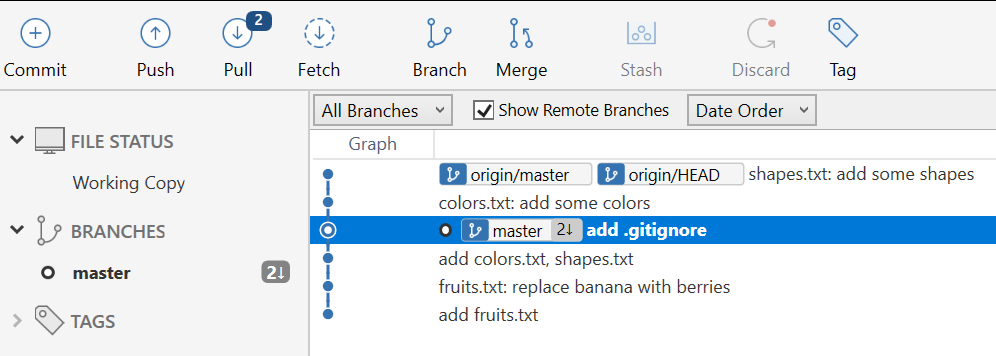 2
Commit Push Pull Fetch Branch Merge Stash Discard Tag
All Branches Show Remote Branches Date Order
FILE STATUS
Working Copy
BRANCHES
master 2↓
TAGS
Graph
origin/master origin/HEAD shapes.txt: add some shapes
colors.txt: add some colors
master 2↓ add .gitignore
add colors.txt, shapes.txt
fruits.txt: replace banana with berries
add fruits.txt